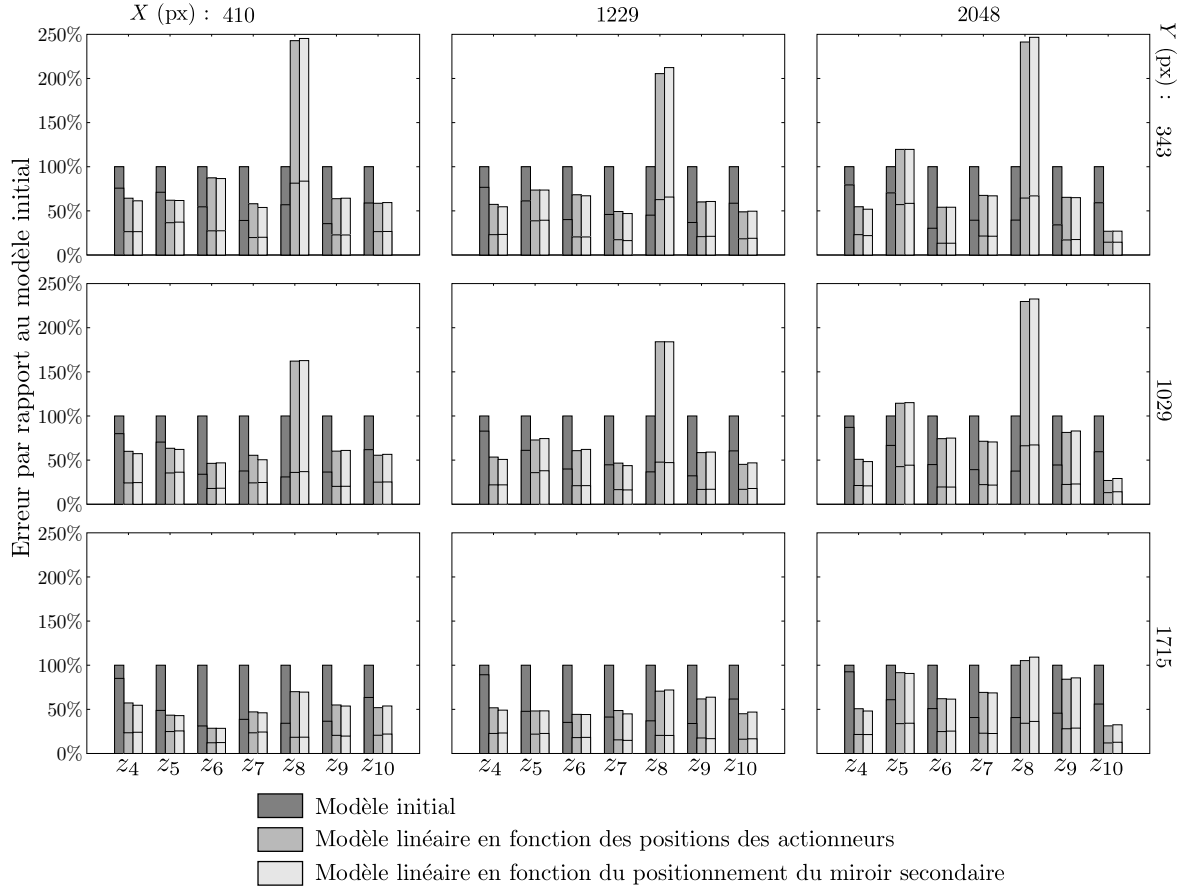 X (px) : 410 1229 2048
Y (px) : 343 1029 1715
Erreur par rapport au modèle initial
250%
200%
150%
100%
50%
0%
250%
200%
150%
100%
50%
0%
250%
200%
150%
100%
50%
0%
z4 z5 z6 z7 z8 z9 z10 z4 z5 z6 z7 z8 z9 z10 z4 z5 z6 z7 z8 z9 z10
Modèle initial
Modèle linéaire en fonction des positions des actionneurs
Modèle linéaire en fonction du positionnement du miroir secondaire